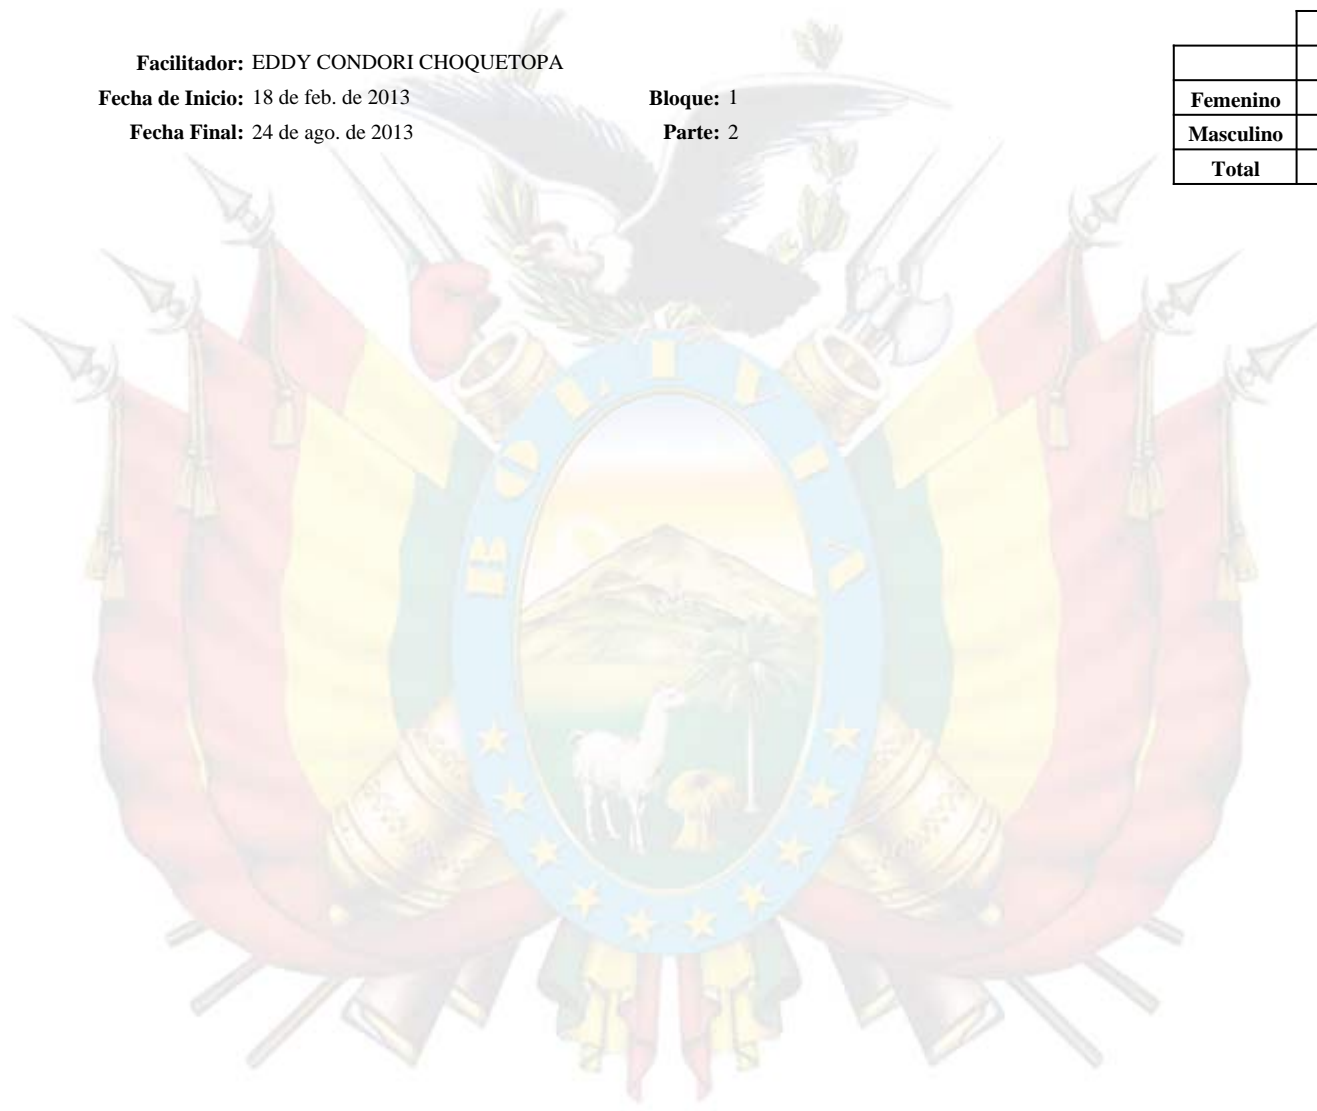 Facilitador: EDDY CONDORI CHOQUETOPA
Fecha de Inicio: 18 de feb. de 2013 Bloque: 1
Fecha Final: 24 de ago. de 2013 Parte: 2
Femenino
Masculino
Total
BOLIVIA